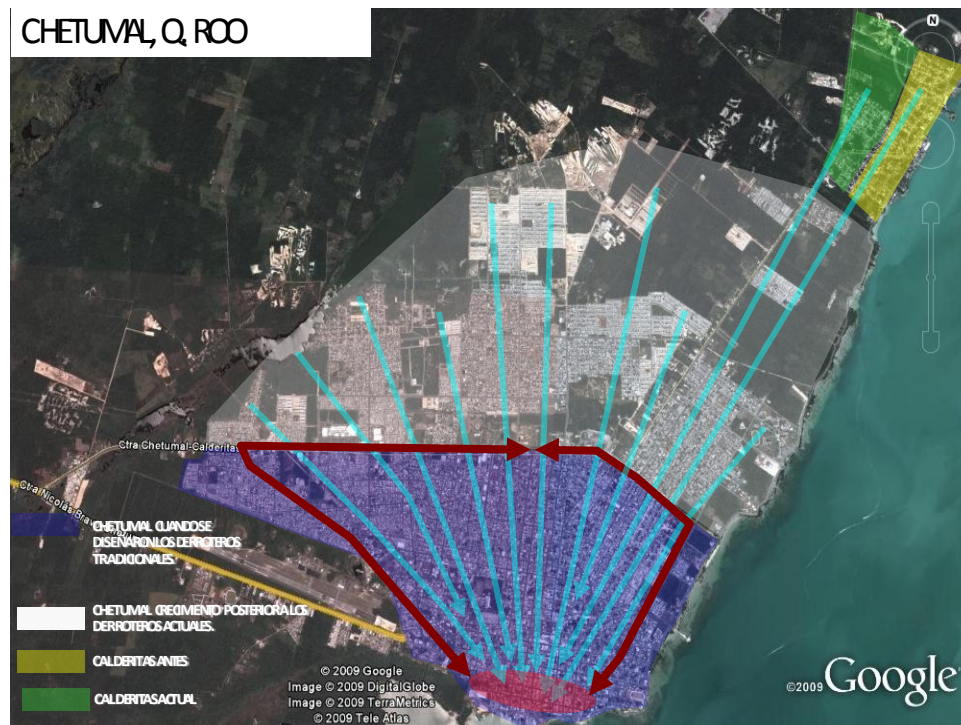 CHETUMAL, Q, ROO
N
Ctra Chetumal-Calderitas
CHETUMAL CUANDO SE
DISEÑARON LOS DERROTEROS
TRADICIONALES.
CHETUMAL CRECIMIENTO POSTERIOR A LOS
DERROTEROS ACTUALES.
CALDERITAS ANTES
CALDERITAS ACTUAL
Ctra Nicolás Bravo
© 2009 Google
Image © 2009 DigitalGlobe
Image © 2009 TerraMetrics
© 2009 Tele Atlas
©2009 Google